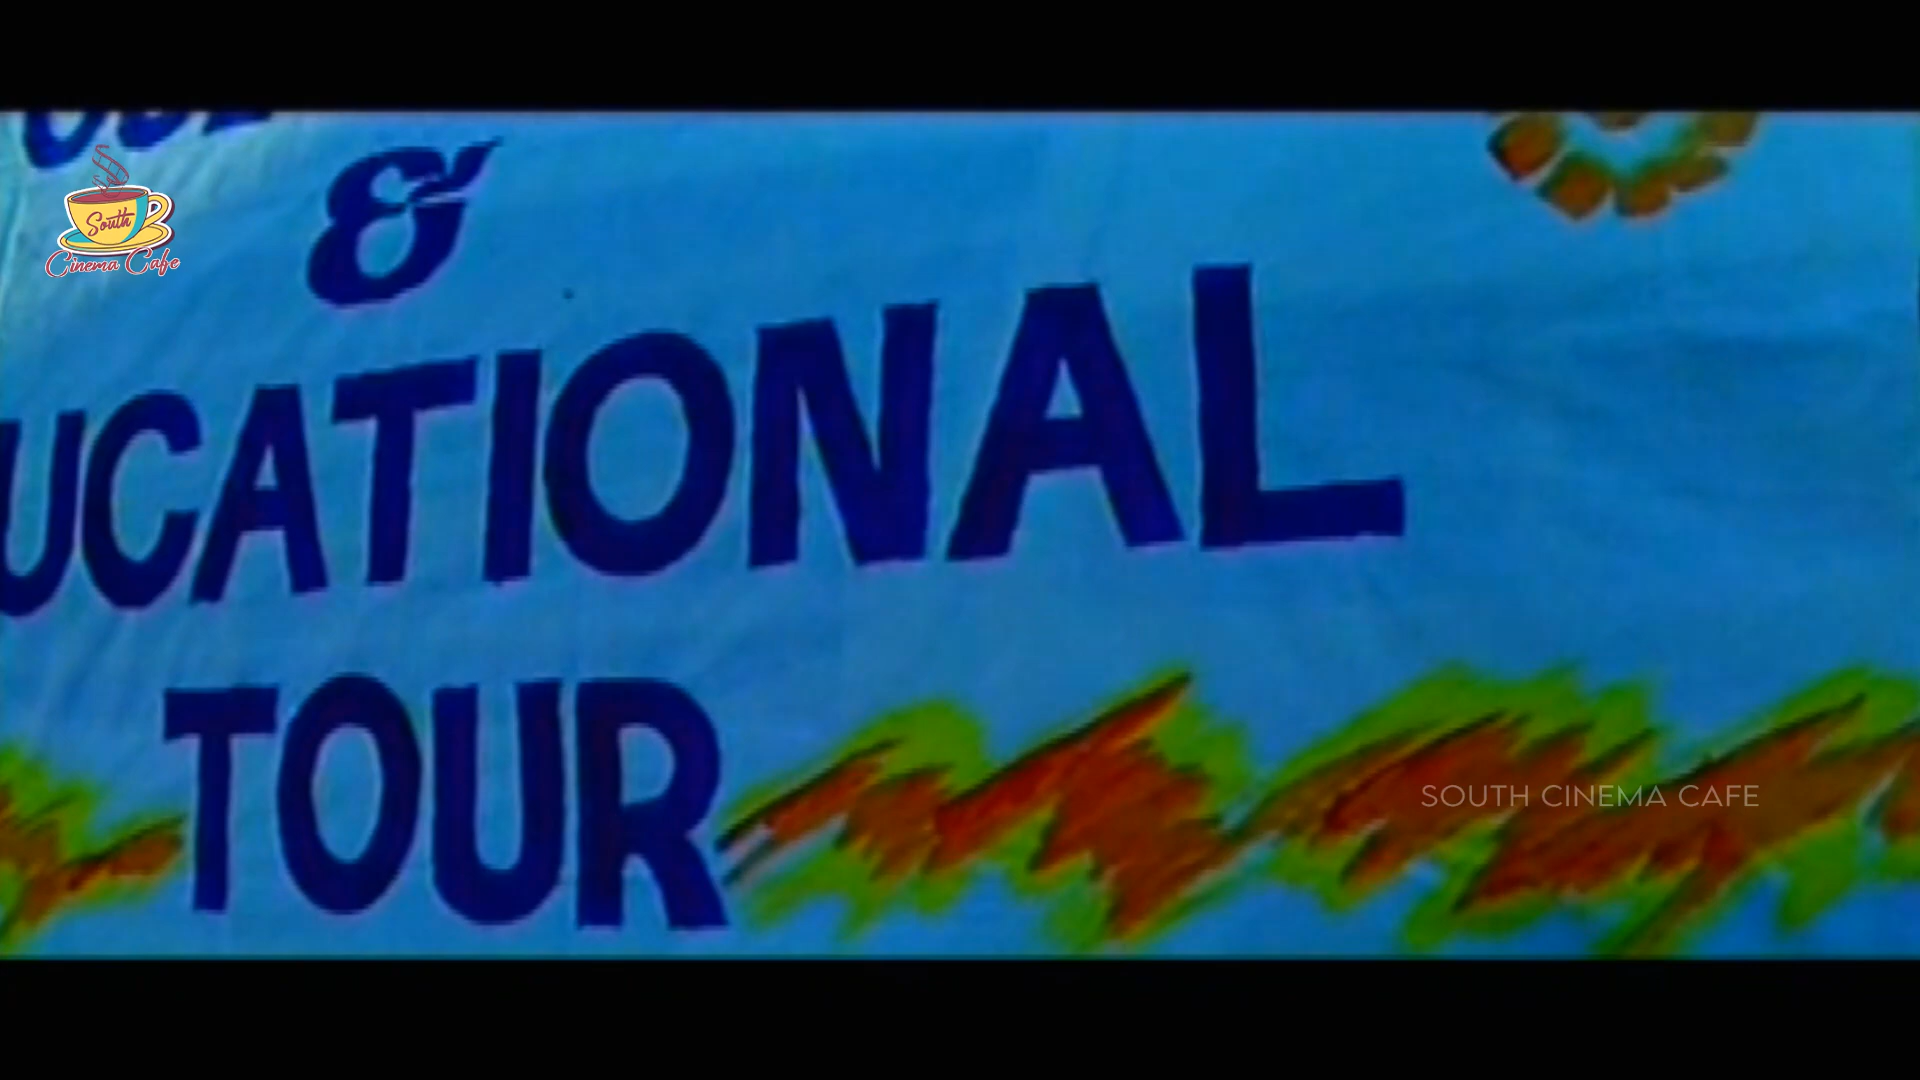 &
UCATIONAL
TOUR
South
Cinema Cafe
SOUTH CINEMA CAFE